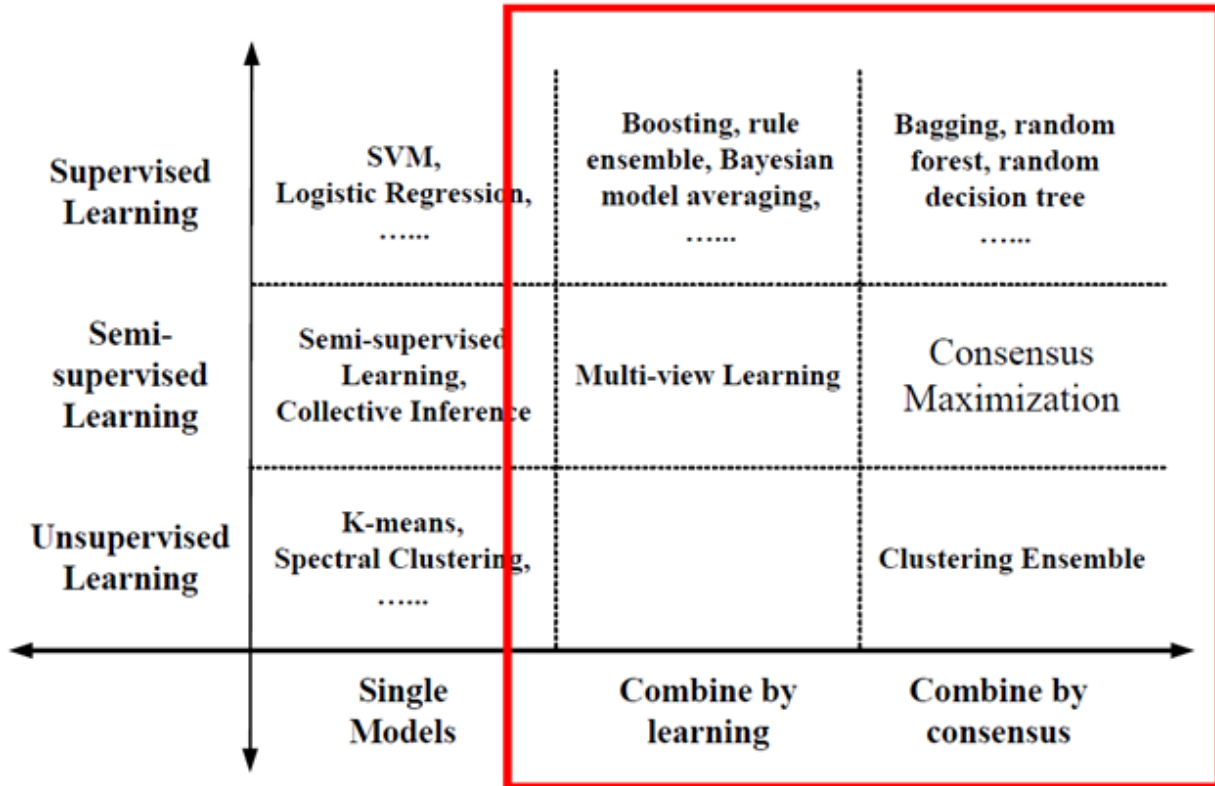 Supervised
Learning
SVM,
Logistic Regression,
…...
Boosting, rule
ensemble, Bayesian
model averaging,
…...
Bagging, random
forest, random
decision tree
…...
Semi-
supervised
Learning
Semi-supervised
Learning,
Collective Inference
Multi-view Learning
Consensus
Maximization
Unsupervised
Learning
K-means,
Spectral Clustering,
…...
Clustering Ensemble
Single
Models
Combine by
learning
Combine by
consensus